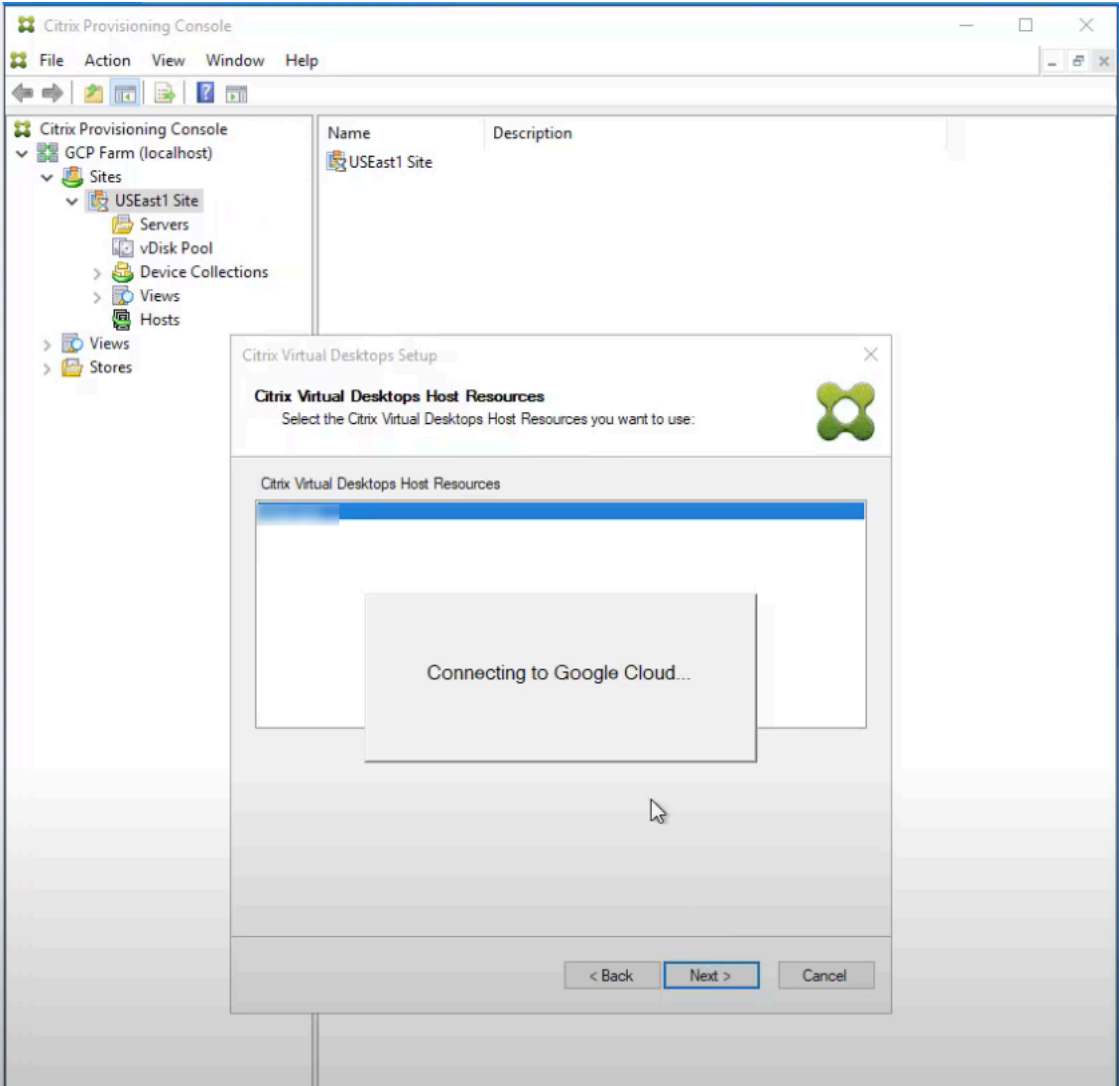 Citrix Provisioning Console
File Action View Window Help
Citrix Provisioning Console
GCP Farm (localhost)
Sites
USEast1 Site
Servers
vDisk Pool
Device Collections
Views
Hosts
Views
Stores
Name Description
USEast1 Site
Citrix Virtual Desktops Setup
Citrix Virtual Desktops Host Resources
Select the Citrix Virtual Desktops Host Resources you want to use:
Citrix Virtual Desktops Host Resources
Connecting to Google Cloud...
< Back Next > Cancel